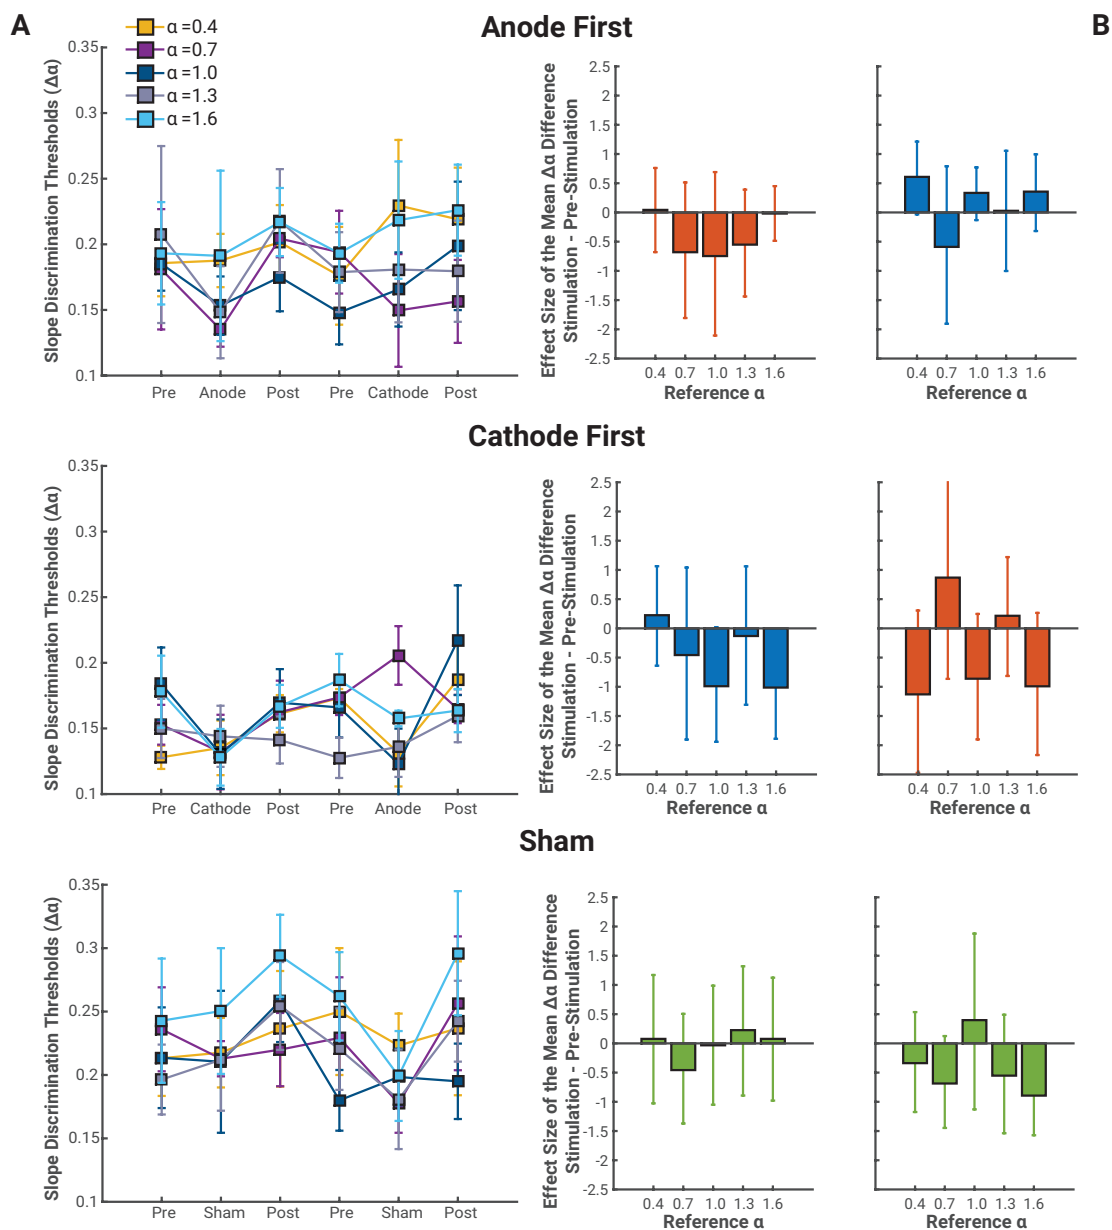 A
Anode First
B
α =0.4
α =0.7
α =1.0
α =1.3
α =1.6
Slope Discrimination Thresholds (Δα)
0.35
0.3
0.25
0.2
0.15
0.1
Pre Anode Post Pre Cathode Post
Effect Size of the Mean Δα Difference
Stimulation - Pre-Stimulation
2.5
2
1.5
1
0.5
0
-0.5
-1
-1.5
-2
-2.5
0.4 0.7 1.0 1.3 1.6
Reference α
0.4 0.7 1.0 1.3 1.6
Reference α
Cathode First
Slope Discrimination Thresholds (Δα)
0.35
0.3
0.25
0.2
0.15
0.1
Pre Cathode Post Pre Anode Post
Effect Size of the Mean Δα Difference
Stimulation - Pre-Stimulation
2.5
2
1.5
1
0.5
0
-0.5
-1
-1.5
-2
-2.5
0.4 0.7 1.0 1.3 1.6
Reference α
0.4 0.7 1.0 1.3 1.6
Reference α
Sham
Slope Discrimination Thresholds (Δα)
0.35
0.3
0.25
0.2
0.15
0.1
Pre Sham Post Pre Sham Post
Effect Size of the Mean Δα Difference
Stimulation - Pre-Stimulation
2.5
2
1.5
1
0.5
0
-0.5
-1
-1.5
-2
-2.5
0.4 0.7 1.0 1.3 1.6
Reference α
0.4 0.7 1.0 1.3 1.6
Reference α